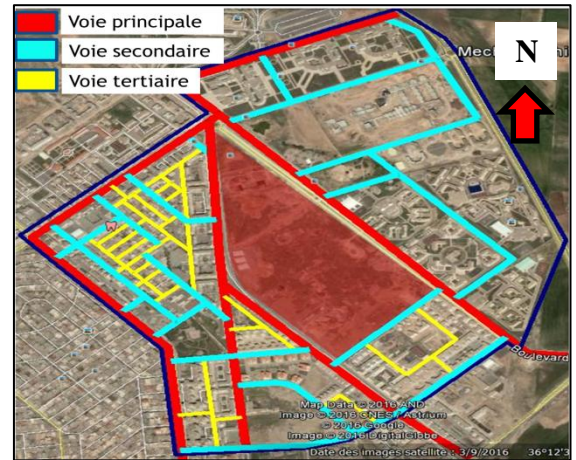 Voie principale
Voie secondaire
Voie tertiaire
N
W
Boulevard
Map Data © 2016 AND
Image © 2016 CNES / Astrium
© 2016 Google
Image © 2016 DigitalGlobe
Date des images satellite : 3/9/2016 36°12'3